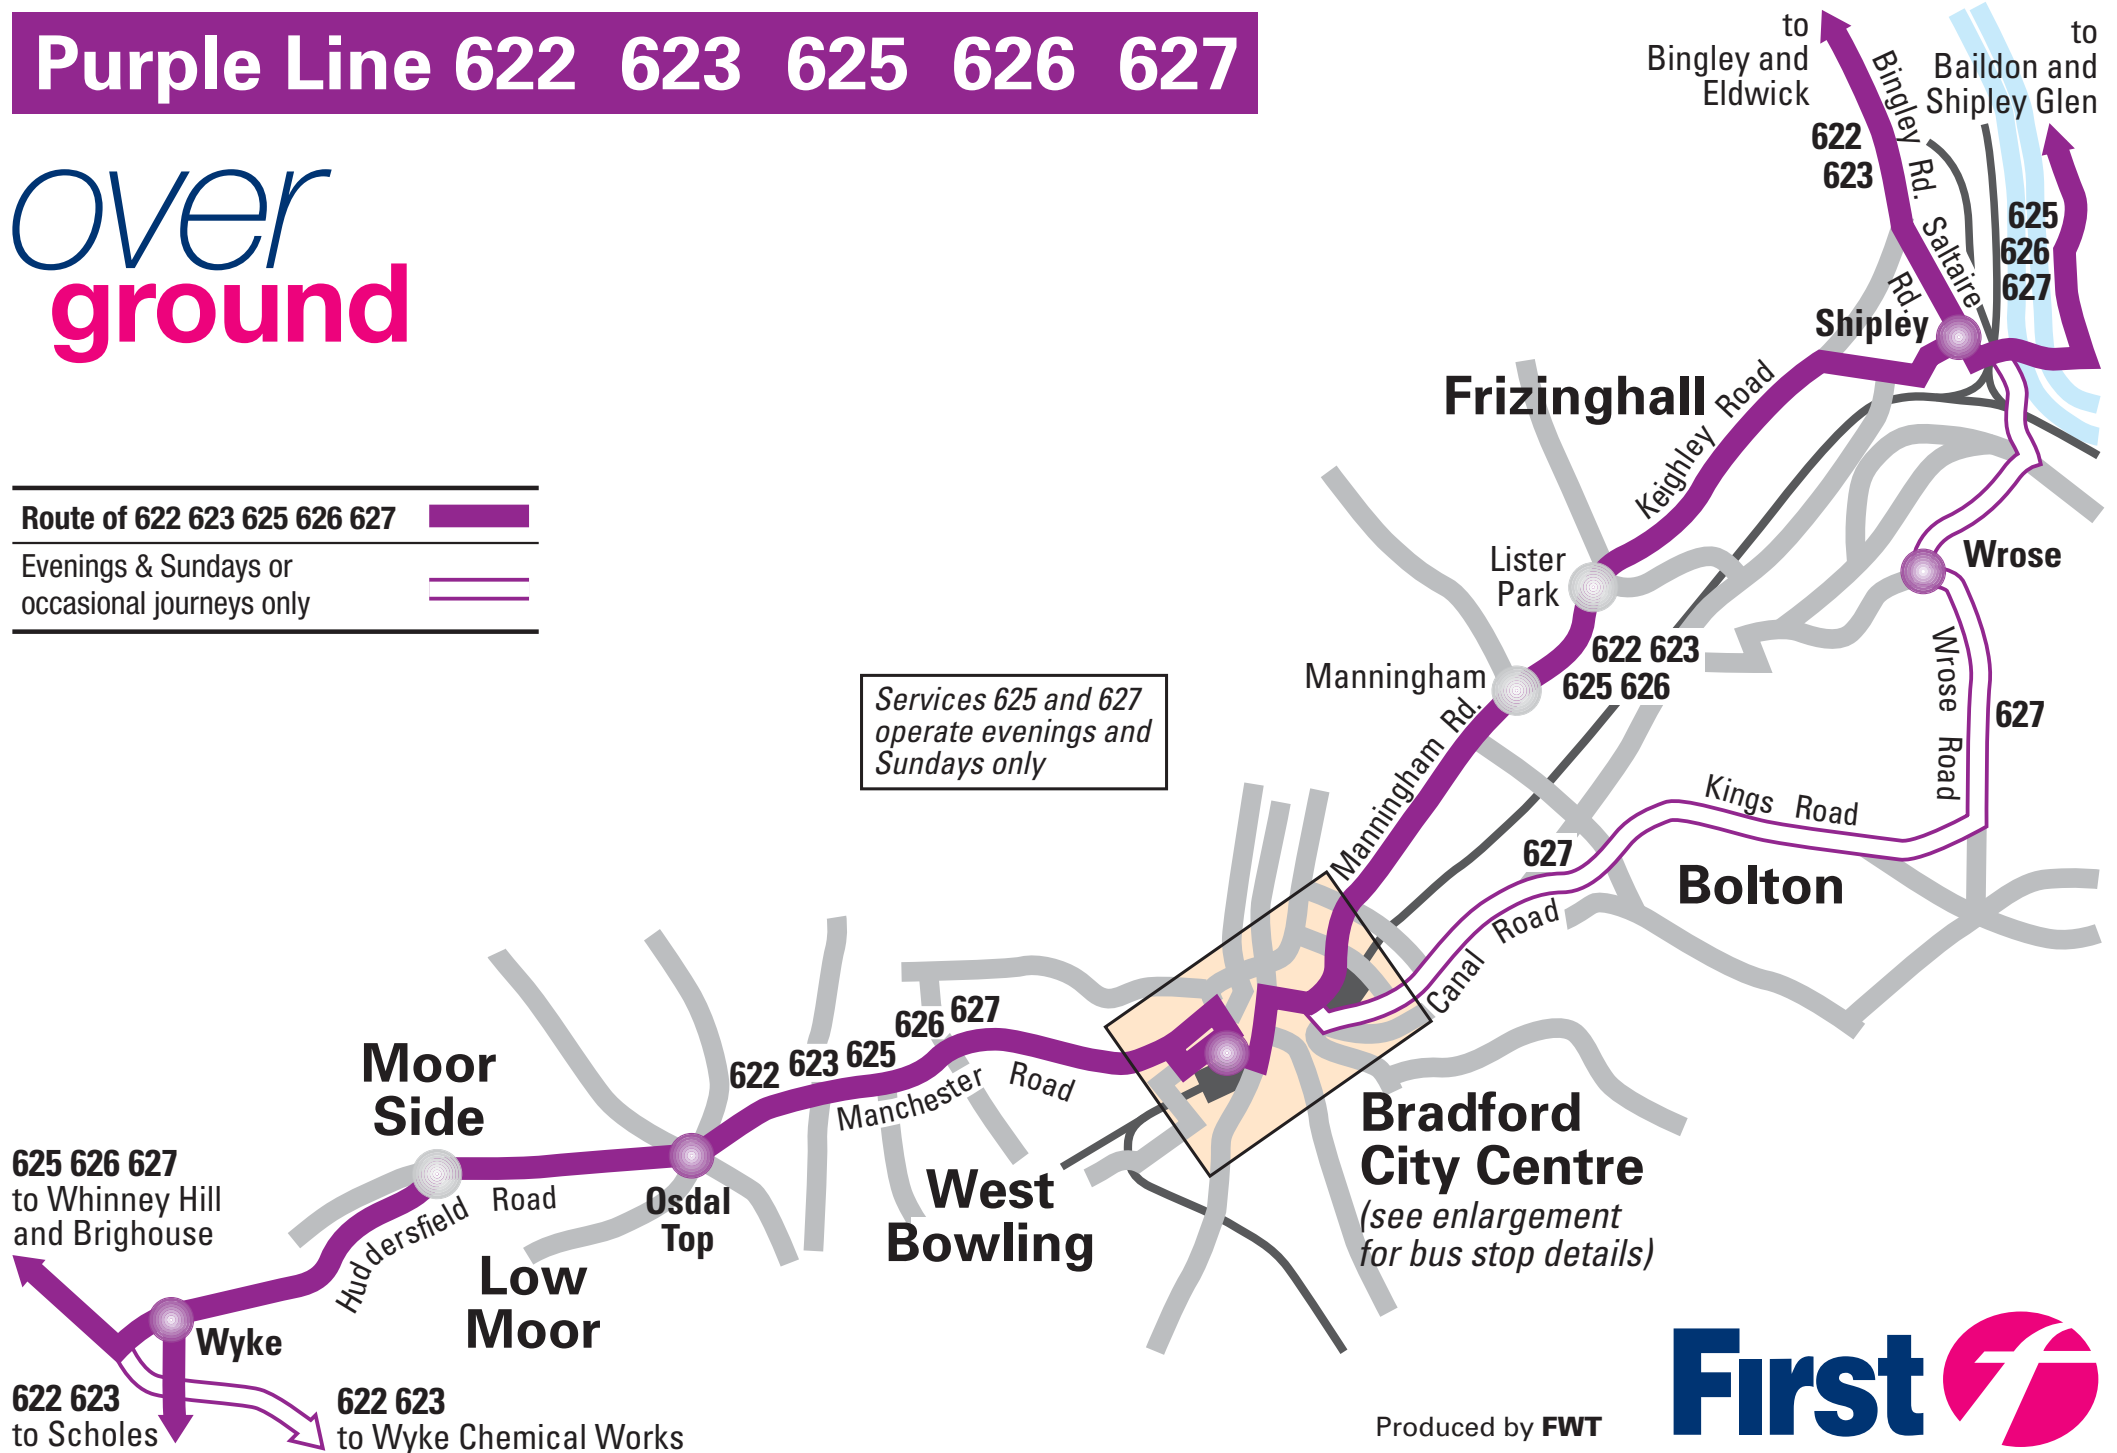 Purple Line 622 623 625 626 627
over
ground
Route of 622 623 625 626 627
Evenings & Sundays or
occasional journeys only
to
Bingley and
Eldwick
622
623
Bingley Rd.
Saltaire
Rd.
to
Baildon and
Shipley Glen
625
626
627
Shipley
Frizinghall
Keighley Road
Wrose
Lister
Park
622 623
625 626
Manningham
Manningham Rd.
Wrose Road
627
Services 625 and 627
operate evenings and
Sundays only
Kings Road
627
Bolton
Canal Road
622 623 625 626 627
Manchester Road
Moor
Side
Bradford
City Centre
(see enlargement
for bus stop details)
West
Bowling
Osdal
Top
Huddersfield Road
Low
Moor
625 626 627
to Whinney Hill
and Brighouse
Wyke
622 623
to Scholes
622 623
to Wyke Chemical Works
Produced by FWT
First f